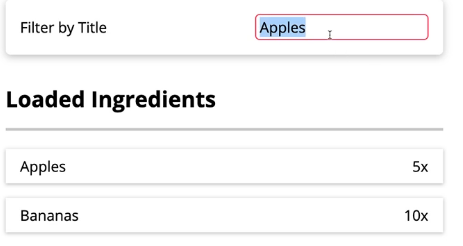 Filter by Title Apples
Loaded Ingredients
Apples 5x
Bananas 10x